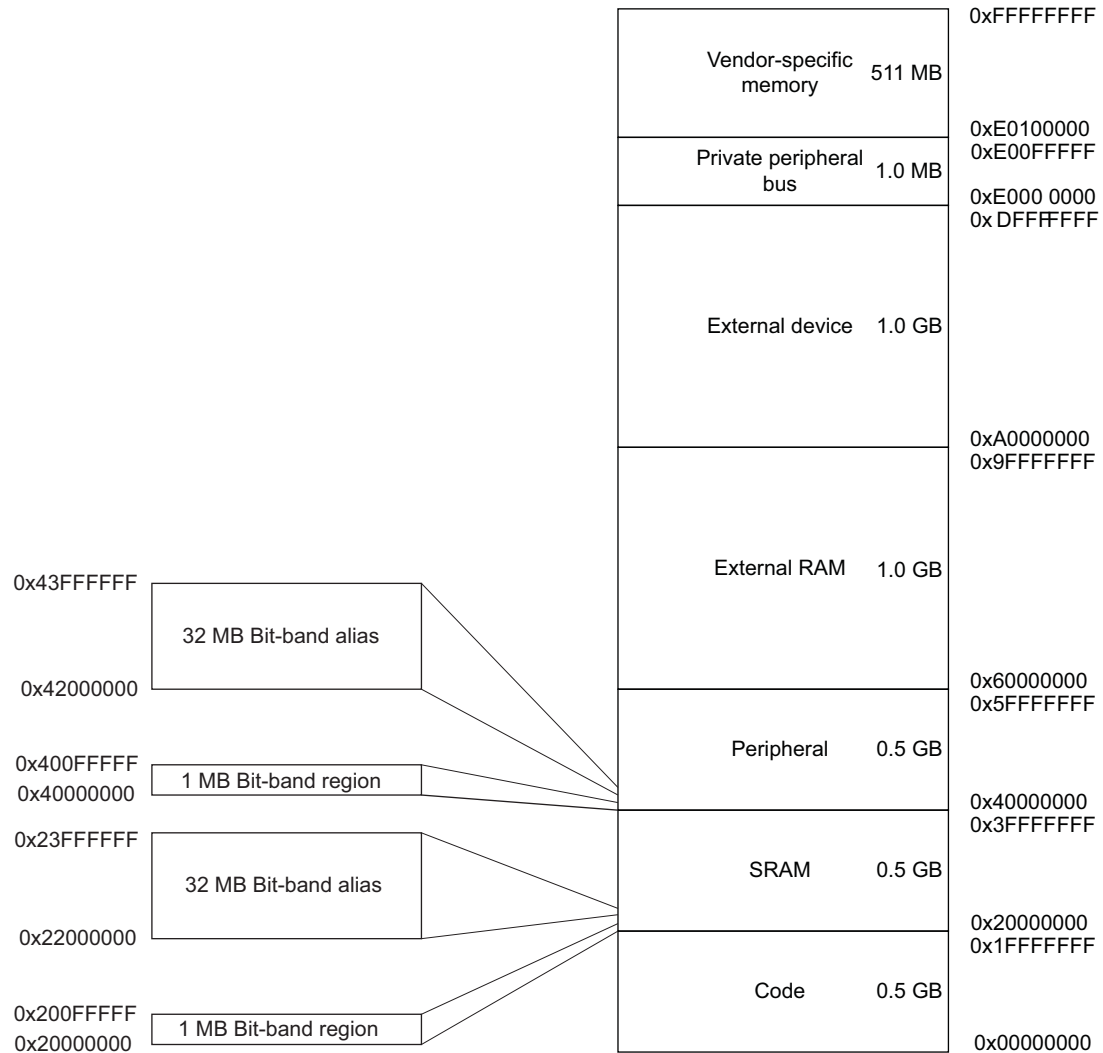 0xFFFFFFFF
Vendor-specific
memory
511 MB
0xE0100000
0xE00FFFFF
Private peripheral
bus
1.0 MB
0xE000 0000
0x DFFFFFFF
External device
1.0 GB
0xA0000000
0x9FFFFFFF
External RAM
1.0 GB
0x60000000
0x5FFFFFFF
Peripheral
0.5 GB
0x40000000
0x3FFFFFFF
SRAM
0.5 GB
0x20000000
0x1FFFFFFF
Code
0.5 GB
0x00000000
0x43FFFFFF
32 MB Bit-band alias
0x42000000
0x400FFFFF
1 MB Bit-band region
0x40000000
0x23FFFFFF
32 MB Bit-band alias
0x22000000
0x200FFFFF
1 MB Bit-band region
0x20000000